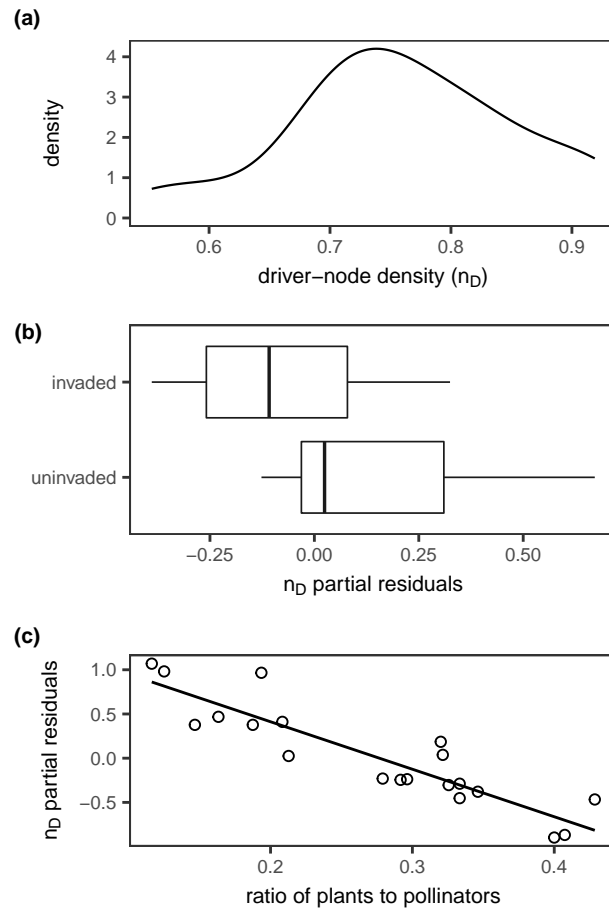 (a)
density
4
3
2
1
0
0.6 0.7 0.8 0.9
driver−node density (nD)
(b)
invaded
uninvaded
−0.25 0.00 0.25 0.50
nD partial residuals
(c)
nD partial residuals
1.0
0.5
0.0
−0.5
0.2 0.3 0.4
ratio of plants to pollinators